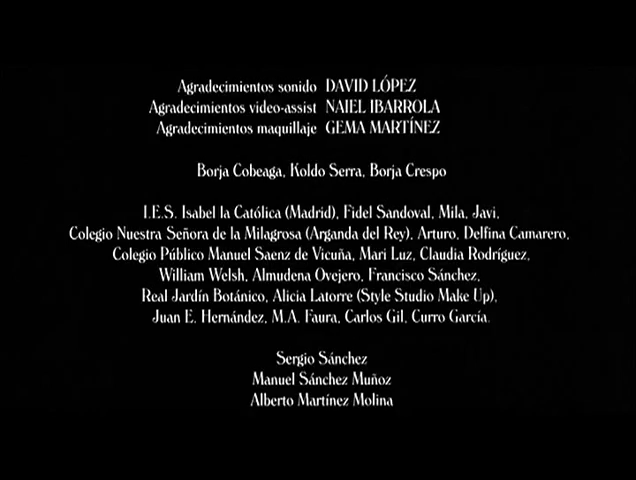 Agradecimientos sonido DAVID LÓPEZ
Agradecimientos video-assist NAIEL IBARROLA
Agradecimientos maquillaje GEMA MARTÍNEZ
Borja Cobeaga, Koldo Serra, Borja Crespo
I.E.S. Isabel la Católica (Madrid), Fidel Sandoval, Mila, Javi,
Colegio Nuestra Señora de la Milagrosa (Arganda del Rey), Arturo, Delfina Camarero,
Colegio Público Manuel Saenz de Vicuña, Mari Luz, Claudia Rodríguez,
William Welsh, Almudena Ovejero, Francisco Sánchez,
Real Jardín Botánico, Alicia Latorre (Style Studio Make Up),
Juan E. Hernández, M.A. Faura, Carlos Gil, Curro García.
Sergio Sánchez
Manuel Sánchez Muñoz
Alberto Martínez Molina